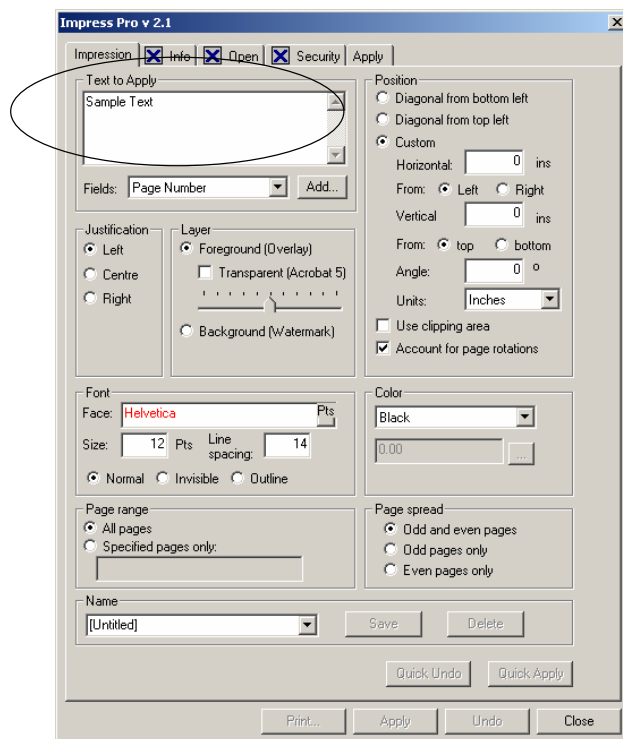 Impress Pro v 2.1
Impression Info Open Security Apply
Text to Apply
Sample Text
Fields: Page Number Add...
Position
Diagonal from bottom left
Diagonal from top left
Custom
Horizontal: 0 ins
From: Left Right
Vertical 0 ins
From: top bottom
Angle: 0 o
Units: Inches
Use clipping area
Account for page rotations
Justification
Left
Centre
Right
Layer
Foreground (Overlay)
Transparent (Acrobat 5)
Background (Watermark)
Font
Face: Helvetica Pts
Size: 12 Pts Line spacing: 14
Normal Invisible Outline
Color
Black
0.00 ...
Page range
All pages
Specified pages only:
Page spread
Odd and even pages
Odd pages only
Even pages only
Name
[Untitled] Save Delete
Quick Undo Quick Apply
Print... Apply Undo Close